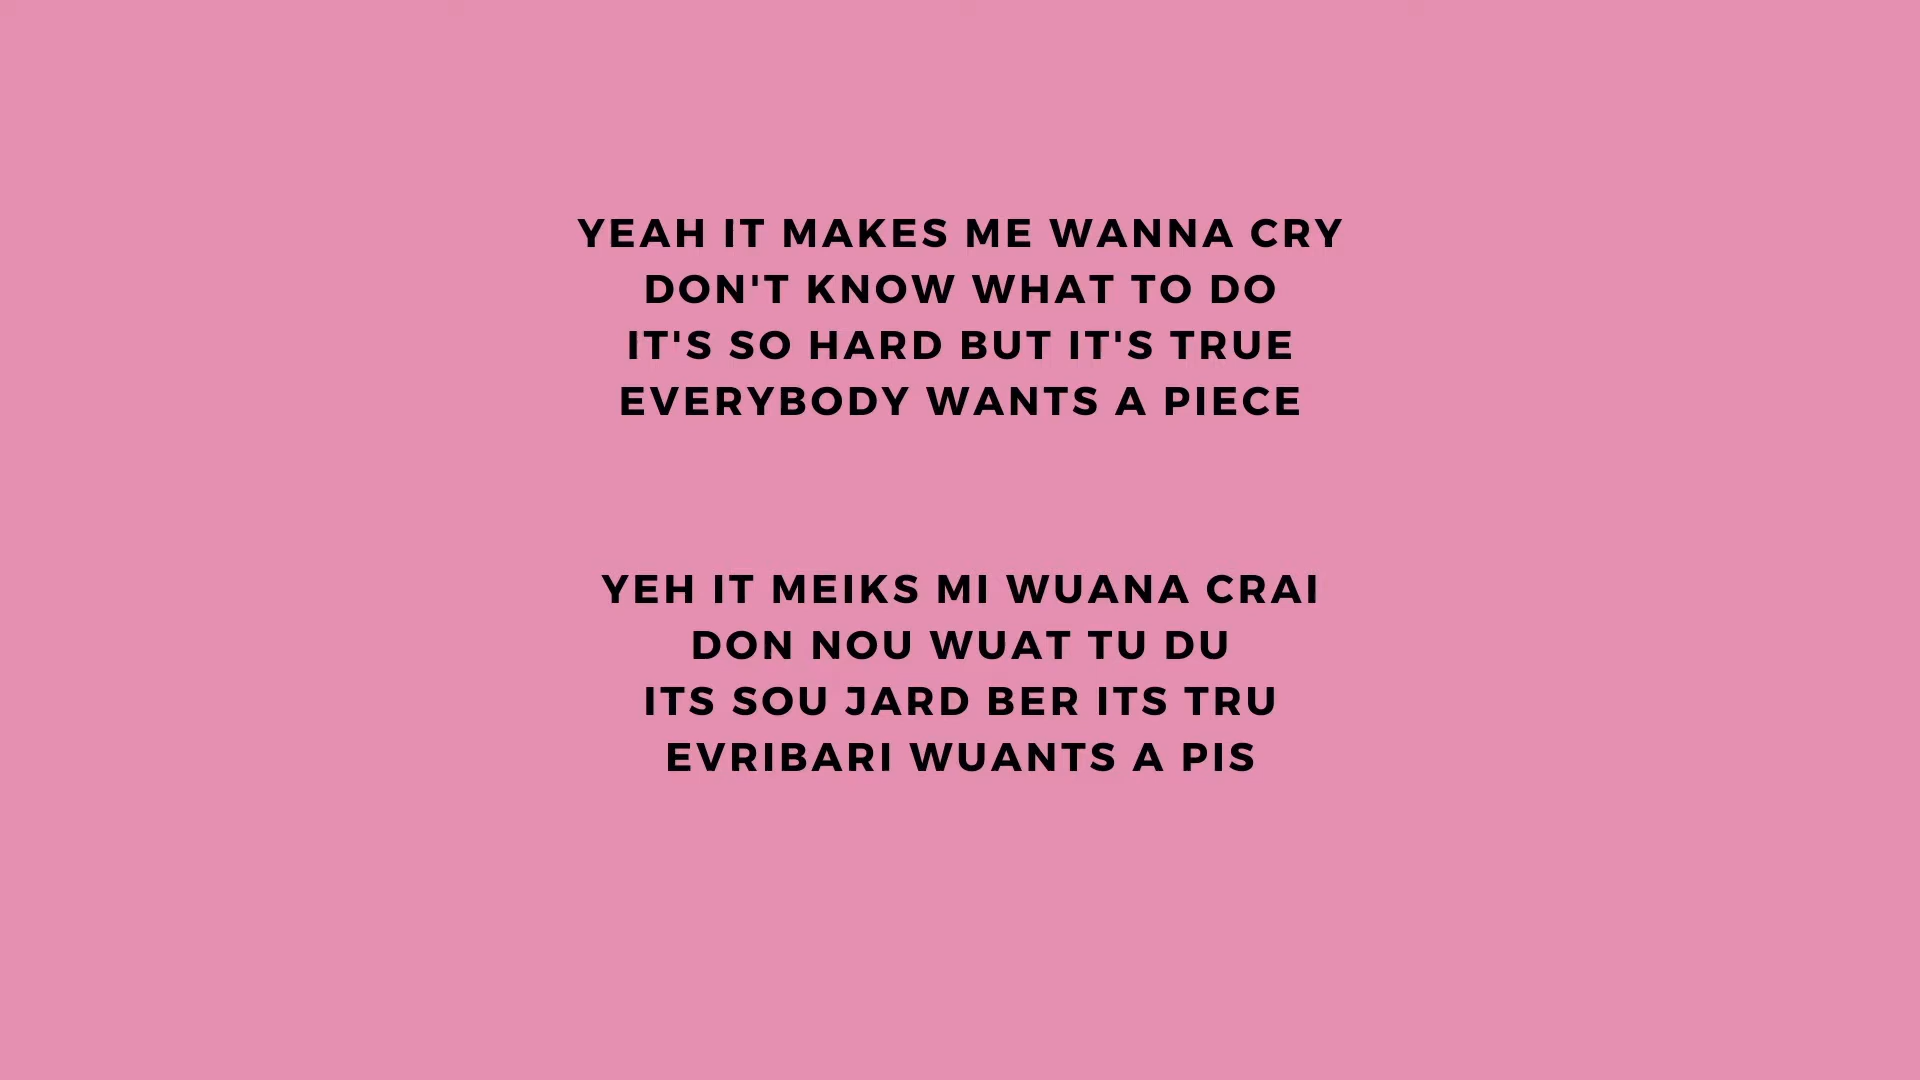 YEAH IT MAKES ME WANNA CRY
DON'T KNOW WHAT TO DO
IT'S SO HARD BUT IT'S TRUE
EVERYBODY WANTS A PIECE
YEH IT MEIKS MI WUANA CRAI
DON NOU WUAT TU DU
ITS SOU JARD BER ITS TRU
EVRIBARI WUANTS A PIS